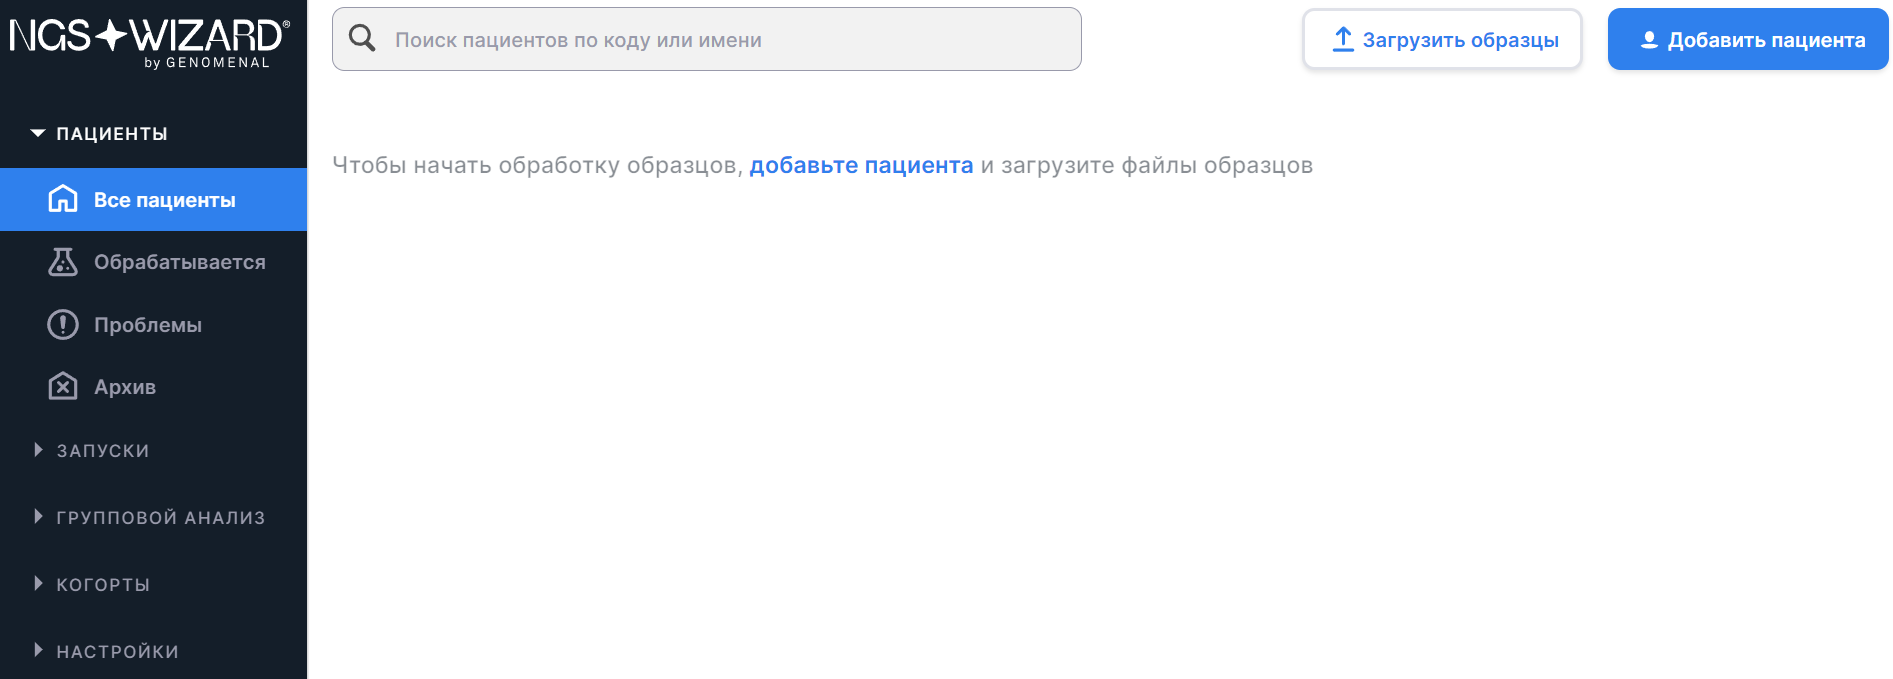 NGS WIZARD®
by GENOMENAL
ПАЦИЕНТЫ
Все пациенты
Обрабатывается
Проблемы
Архив
ЗАПУСКИ
ГРУППОВОЙ АНАЛИЗ
КОГОРТЫ
НАСТРОЙКИ
Поиск пациентов по коду или имени
Загрузить образцы
Добавить пациента
Чтобы начать обработку образцов, добавьте пациента и загрузите файлы образцов